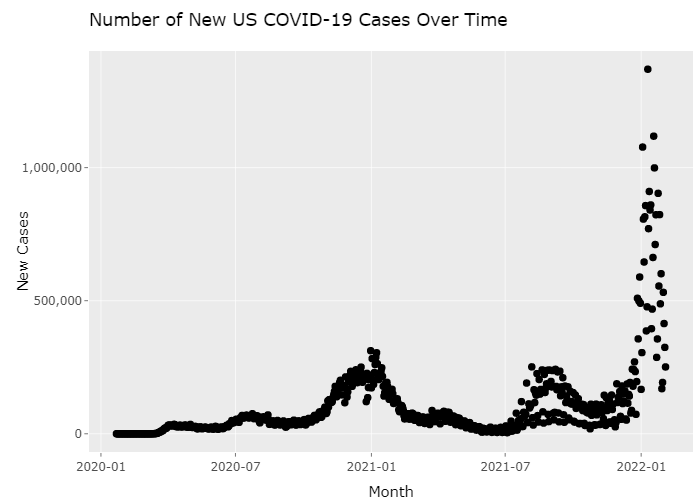 Number of New US COVID-19 Cases Over Time
New Cases
1,000,000
500,000
0
2020-01 2020-07 2021-01 2021-07 2022-01
Month